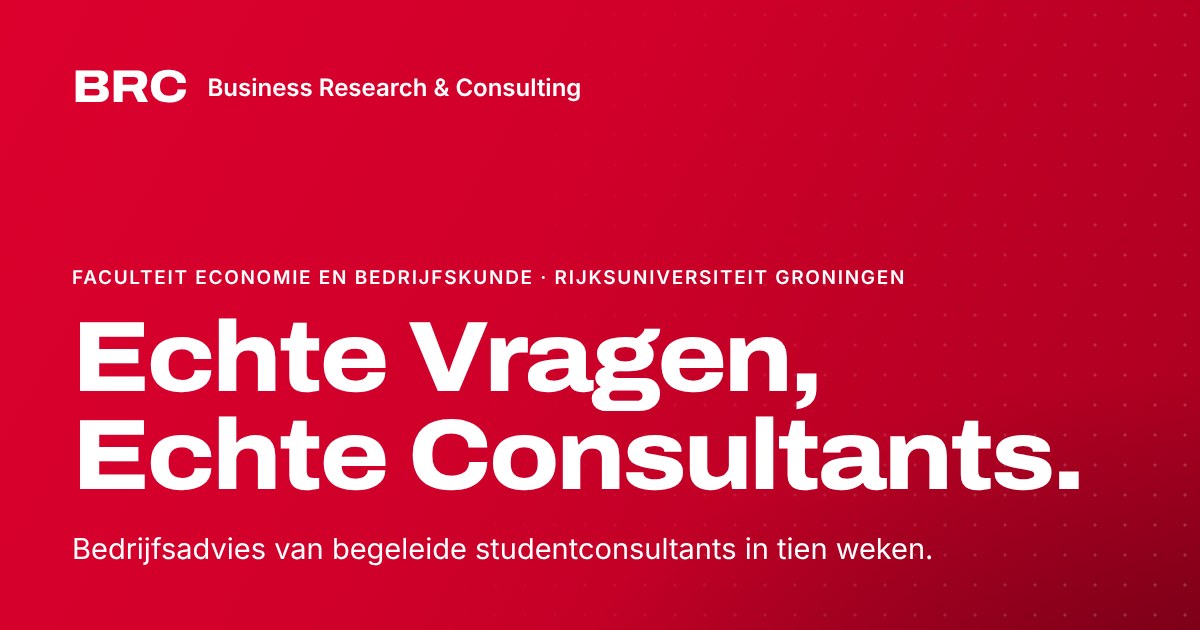 BRC Business Research & Consulting
FACULTEIT ECONOMIE EN BEDRIJFSKUNDE · RIJKSUNIVERSITEIT GRONINGEN
Echte Vragen,
Echte Consultants.
Bedrijfsadvies van begeleide studentconsultants in tien weken.